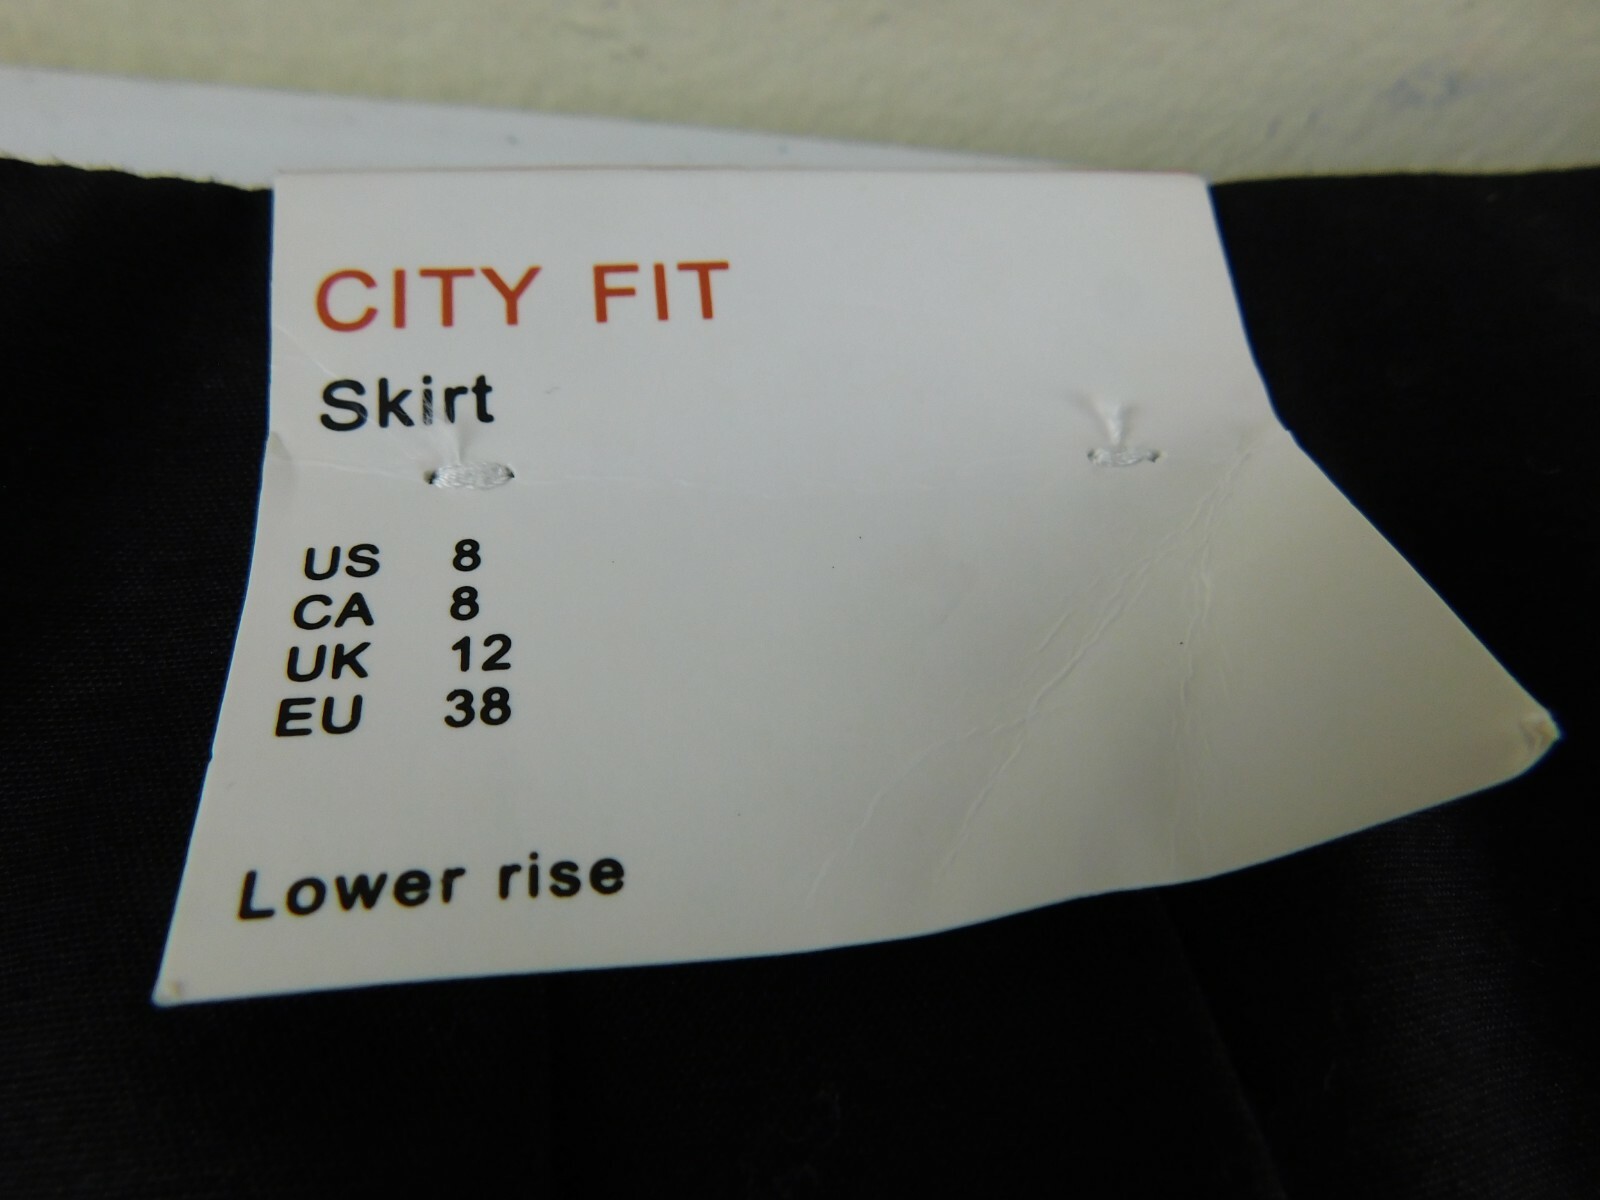 CITY FIT
Skirt
US 8
CA 8
UK 12
EU 38
Lower rise